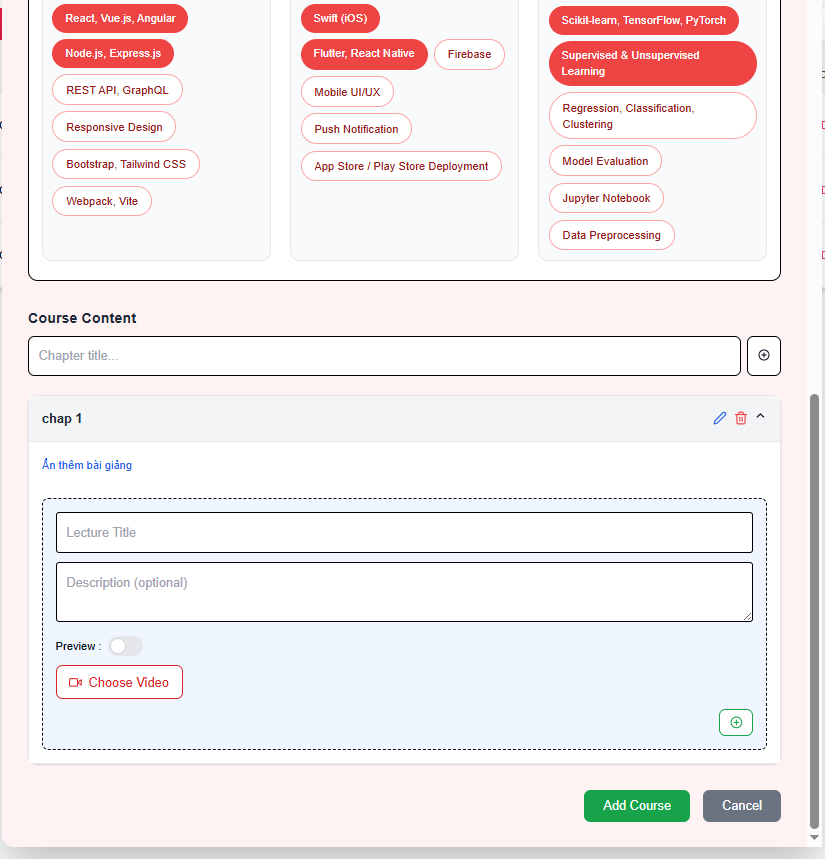 React, Vue.js, Angular
Node.js, Express.js
REST API, GraphQL
Responsive Design
Bootstrap, Tailwind CSS
Webpack, Vite
Swift (iOS)
Flutter, React Native
Firebase
Mobile UI/UX
Push Notification
App Store / Play Store Deployment
Scikit-learn, TensorFlow, PyTorch
Supervised & Unsupervised
Learning
Regression, Classification,
Clustering
Model Evaluation
Jupyter Notebook
Data Preprocessing
Course Content
Chapter title...
chap 1
Ẩn thêm bài giảng
Lecture Title
Description (optional)
Preview :
Choose Video
Add Course
Cancel